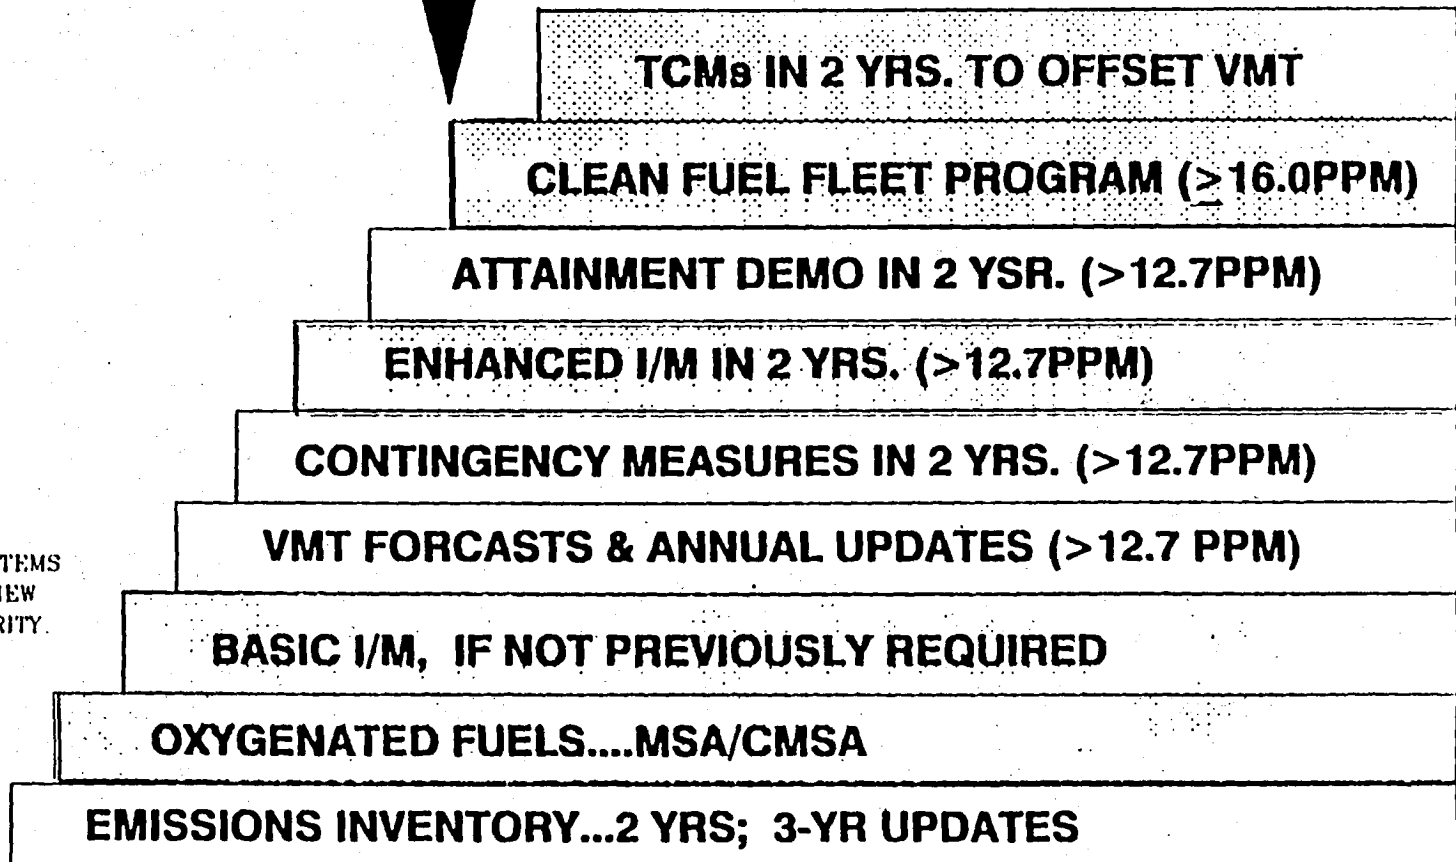 TCMs IN 2 YRS. TO OFFSET VMT
CLEAN FUEL FLEET PROGRAM (≥16.0PPM)
ATTAINMENT DEMO IN 2 YSR. (>12.7PPM)
ENHANCED I/M IN 2 YRS. (>12.7PPM)
CONTINGENCY MEASURES IN 2 YRS. (>12.7PPM)
VMT FORCASTS & ANNUAL UPDATES (>12.7 PPM)
BASIC I/M, IF NOT PREVIOUSLY REQUIRED
OXYGENATED FUELS....MSA/CMSA
EMISSIONS INVENTORY...2 YRS; 3-YR UPDATES